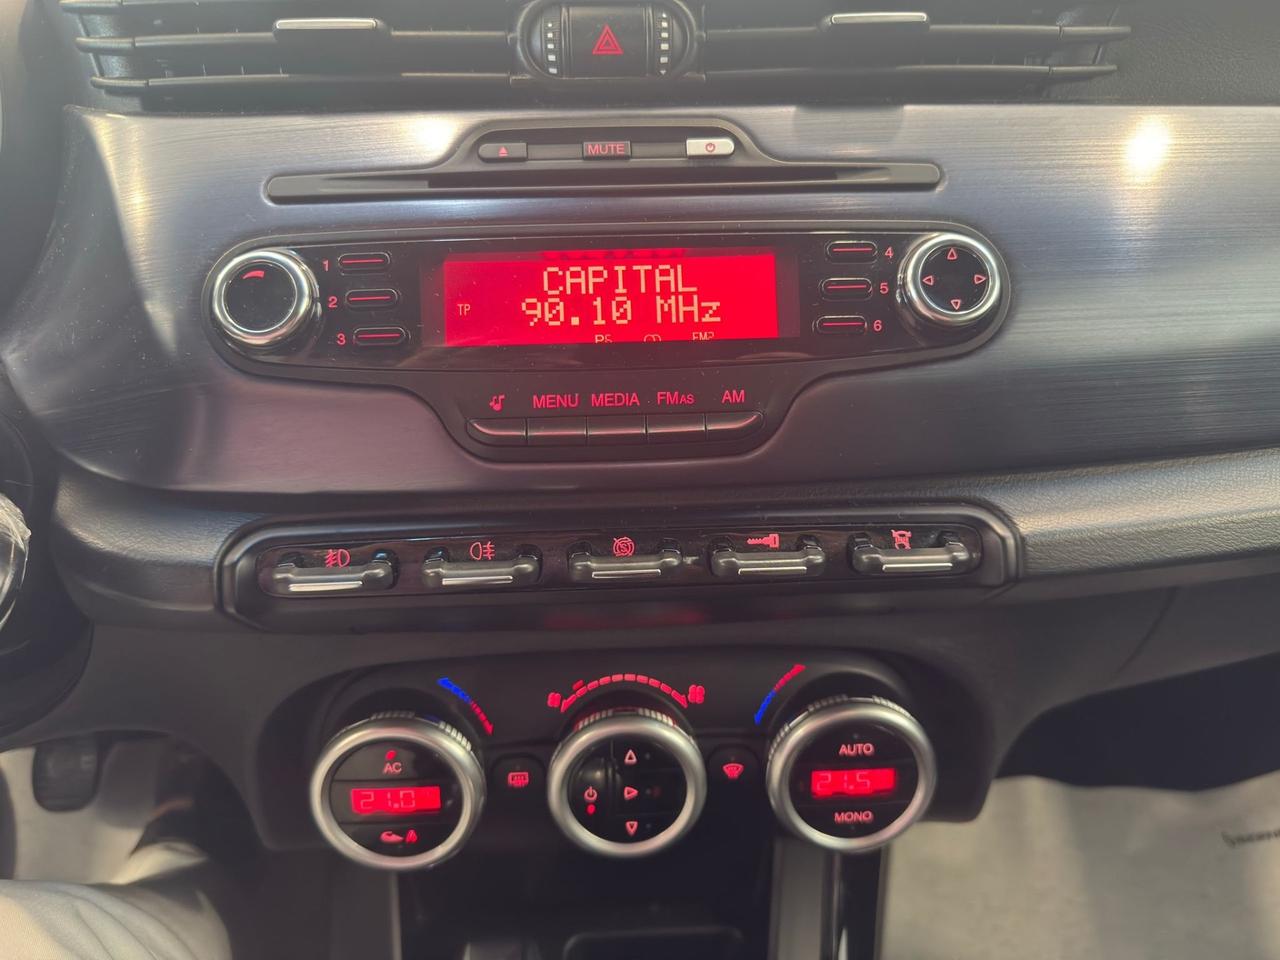 MUTE
1
2
3
4
5
6
CAPITAL
TP 90.10 MHz
FM2
MENU MEDIA FMAS AM
AC
21.0
AUTO
21.5
MONO